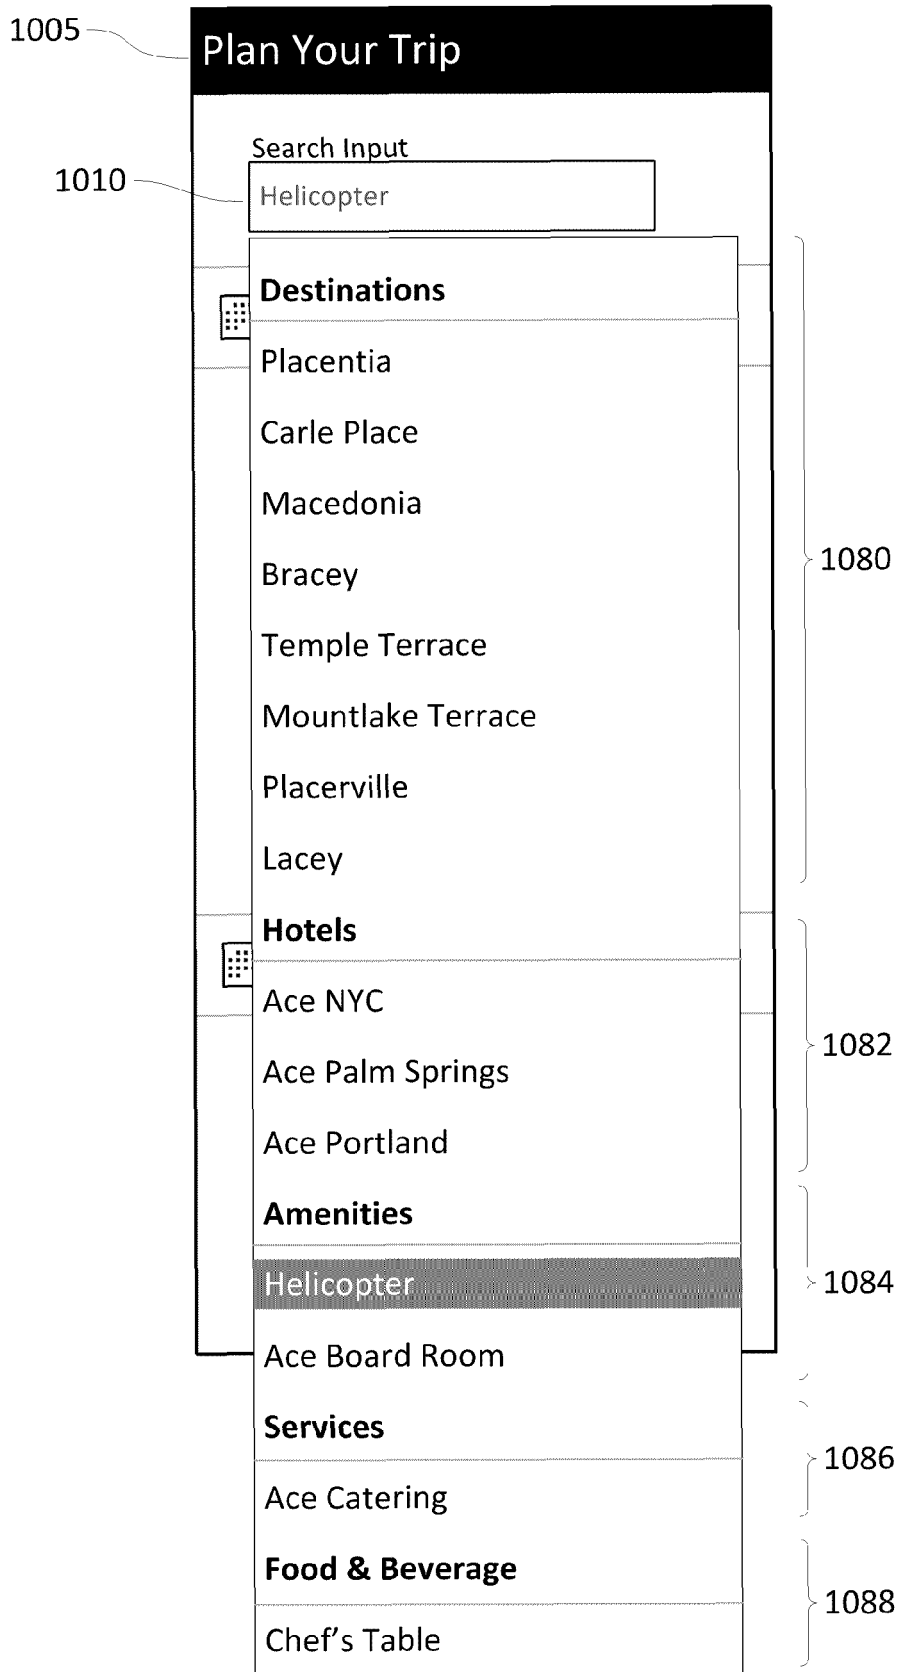 1005
Plan Your Trip
Search Input
1010
Helicopter
Destinations
Placentia
Carle Place
Macedonia
1080
Bracey
Temple Terrace
Mountlake Terrace
Placerville
Lacey
Hotels
Ace NYC
1082
Ace Palm Springs
Ace Portland
Amenities
Helicopter
1084
Ace Board Room
Services
1086
Ace Catering
Food & Beverage
1088
Chef's Table